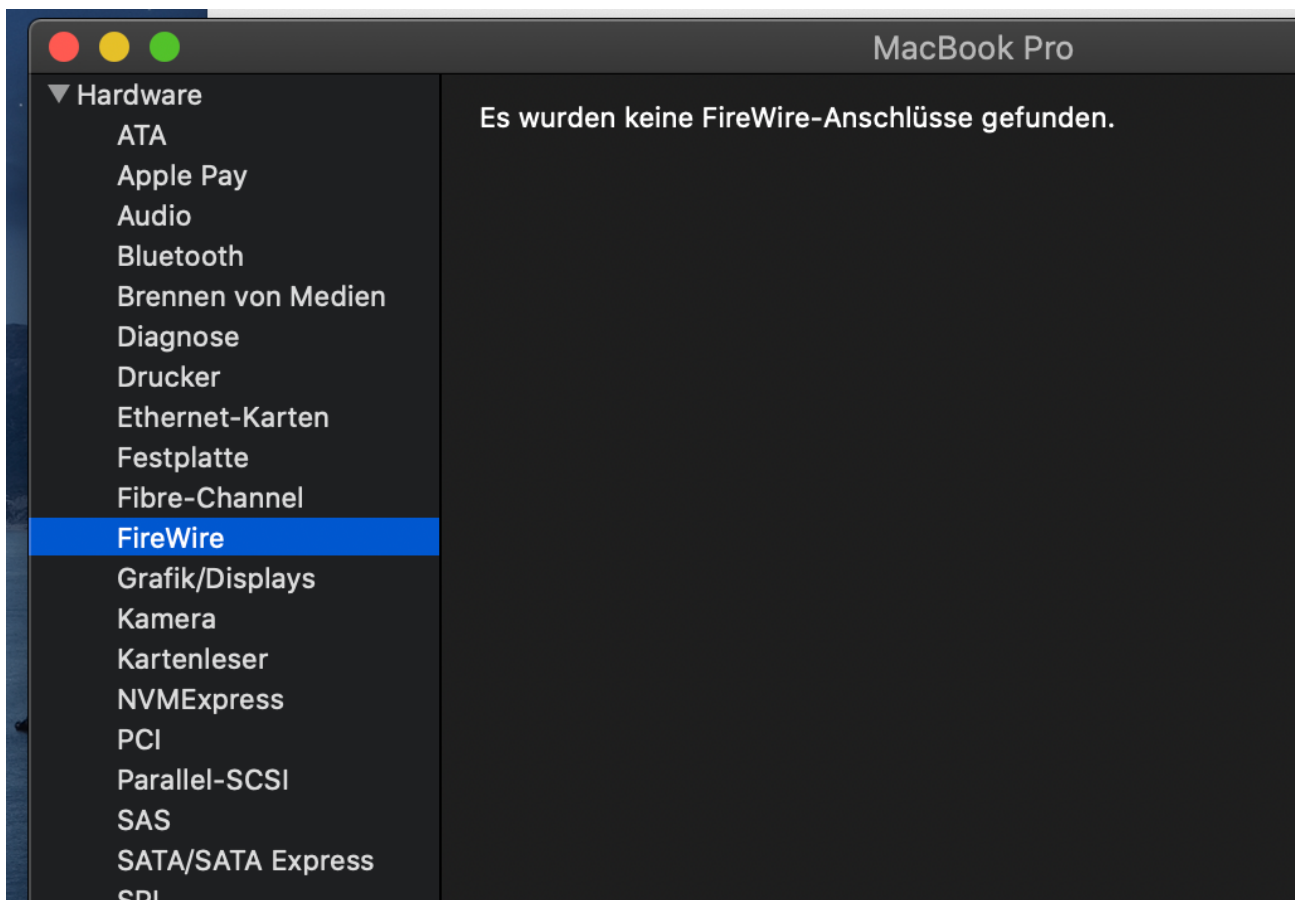 MacBook Pro
Hardware
ATA
Apple Pay
Audio
Bluetooth
Brennen von Medien
Diagnose
Drucker
Ethernet-Karten
Festplatte
Fibre-Channel
FireWire
Grafik/Displays
Kamera
Kartenleser
NVMExpress
PCI
Parallel-SCSI
SAS
SATA/SATA Express
SPI
Es wurden keine FireWire-Anschlüsse gefunden.